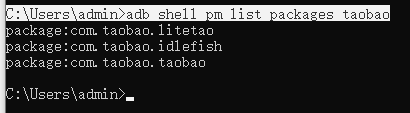 C:\Users\admin>adb shell pm list packages taobao
package:com.taobao.litetao
package:com.taobao.idlefish
package:com.taobao.taobao
C:\Users\admin>